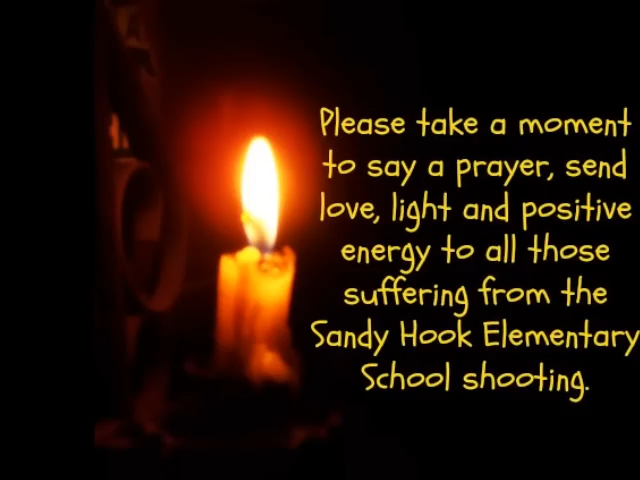 Please take a moment
to say a prayer, send
love, light and positive
energy to all those
suffering from the
Sandy Hook Elementary
School shooting.